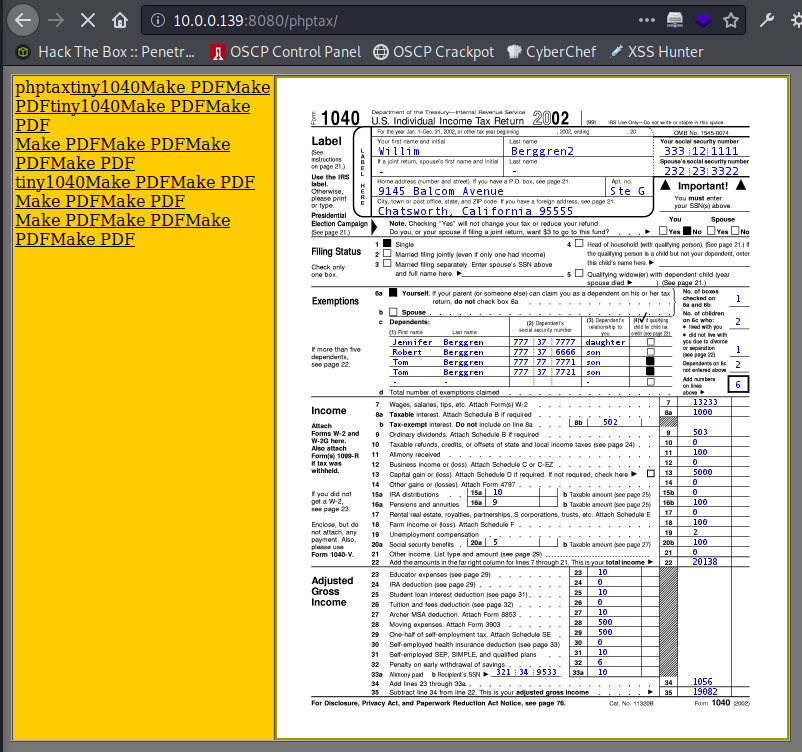 10.0.0.139:8080/phptax/
Hack The Box :: Penetr... OSCP Control Panel OSCP Crackpot CyberChef XSS Hunter
phptaxtiny1040Make PDFMake
PDFtiny1040Make PDFMake
PDF
Make PDFMake PDFMake
PDFMake PDF
tiny1040Make PDFMake PDF
Make PDFMake PDF
Make PDFMake PDFMake
PDFMake PDF
Form 1040 Department of the Treasury—Internal Revenue Service
U.S. Individual Income Tax Return 2002 (99) IRS Use Only—Do not write or staple in this space.
For the year Jan. 1-Dec. 31, 2002, or other tax year beginning , 2002, ending , 20 OMB No. 1545-0074
Label
(See
instructions
on page 21.)
Use the IRS
label.
Otherwise,
please print
or type.
LABEL HERE
Your first name and initial Last name Your social security number
Willim Berggren2 333 12 1111
If a joint return, spouse's first name and initial Last name Spouse's social security number
- - 232 23 3322
Home address (number and street). If you have a P.O. box, see page 21. Apt. no.
9145 Balcom Avenue Ste G
City, town or post office, state, and ZIP code. If you have a foreign address, see page 21.
Chatsworth, California 95555
Important!
You must enter
your SSN(s) above.
Presidential
Election Campaign
(See page 21.)
Note. Checking "Yes" will not change your tax or reduce your refund.
Do you, or your spouse if filing a joint return, want $3 to go to this fund? . . .
You Spouse
Yes No Yes No
Filing Status
Check only
one box.
1 Single
2 Married filing jointly (even if only one had income)
3 Married filing separately. Enter spouse's SSN above
and full name here.
4 Head of household (with qualifying person). (See page 21.) If
the qualifying person is a child but not your dependent, enter
this child's name here.
5 Qualifying widow(er) with dependent child (year
spouse died ). (See page 21.)
Exemptions
If more than five
dependents,
see page 22.
6a Yourself. If your parent (or someone else) can claim you as a dependent on his or her tax
return, do not check box 6a
b Spouse
c Dependents:
(1) First name Last name
(2) Dependent's
social security number
(3) Dependent's
relationship to
you
(4) if qualifying
child for child tax
credit (see page 22)
Jennifer Berggren 777 37 7777 daughter
Robert Berggren 777 37 6666 son
Tom Berggren 777 77 7771 son
Tom Berggren 777 37 7721 son
- - -
d Total number of exemptions claimed
No. of boxes
checked on
6a and 6b 1
No. of children
on 6c who:
lived with you 2
did not live with
you due to divorce
or separation
(see page 22) 1
Dependents on 6c
not entered above 2
Add numbers
on lines
above 6
Income
Attach
Forms W-2 and
W-2G here.
Also attach
Form(s) 1099-R
if tax was
withheld.
If you did not
get a W-2,
see page 23.
Enclose, but do
not attach, any
payment. Also,
please use
Form 1040-V.
7 Wages, salaries, tips, etc. Attach Form(s) W-2 7 13233
8a Taxable interest. Attach Schedule B if required 8a 1000
b Tax-exempt interest. Do not include on line 8a 8b 502
9 Ordinary dividends. Attach Schedule B if required 9 503
10 Taxable refunds, credits, or offsets of state and local income taxes (see page 24) 10 0
11 Alimony received 11 100
12 Business income or (loss). Attach Schedule C or C-EZ 12 0
13 Capital gain or (loss). Attach Schedule D if required. If not required, check here 13 5000
14 Other gains or (losses). Attach Form 4797 14 0
15a IRA distributions 15a 10 b Taxable amount (see page 25) 15b 0
16a Pensions and annuities 16a 9 b Taxable amount (see page 25) 16b 100
17 Rental real estate, royalties, partnerships, S corporations, trusts, etc. Attach Schedule E 17 0
18 Farm income or (loss). Attach Schedule F 18 100
19 Unemployment compensation 19 2
20a Social security benefits 20a 5 b Taxable amount (see page 27) 20b 100
21 Other income. List type and amount (see page 29) 21 0
22 Add the amounts in the far right column for lines 7 through 21. This is your total income 22 20138
Adjusted
Gross
Income
23 Educator expenses (see page 29) 23 10
24 IRA deduction (see page 29) 24 0
25 Student loan interest deduction (see page 31) 25 10
26 Tuition and fees deduction (see page 32) 26 0
27 Archer MSA deduction. Attach Form 8853 27 10
28 Moving expenses. Attach Form 3903 28 500
29 One-half of self-employment tax. Attach Schedule SE 29 500
30 Self-employed health insurance deduction (see page 33) 30 0
31 Self-employed SEP, SIMPLE, and qualified plans 31 10
32 Penalty on early withdrawal of savings 32 6
33a Alimony paid b Recipient's SSN 321 34 9533 33a 10
34 Add lines 23 through 33a 34 1056
35 Subtract line 34 from line 22. This is your adjusted gross income 35 19082
For Disclosure, Privacy Act, and Paperwork Reduction Act Notice, see page 76. Cat. No. 11320B Form 1040 (2002)